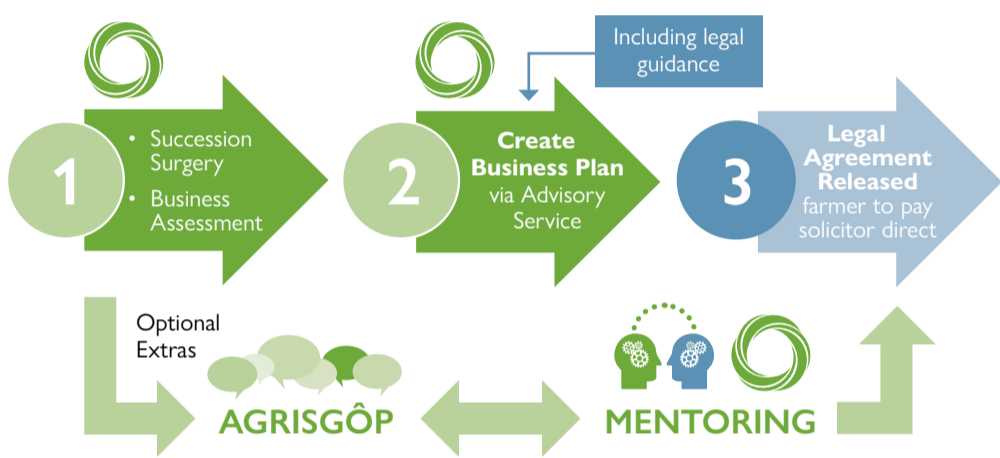 1
• Succession
Surgery
• Business
Assessment
2
Including legal
guidance
Create
Business Plan
via Advisory
Service
3
Legal
Agreement
Released
farmer to pay
solicitor direct
Optional
Extras
AGRISGÔP
MENTORING